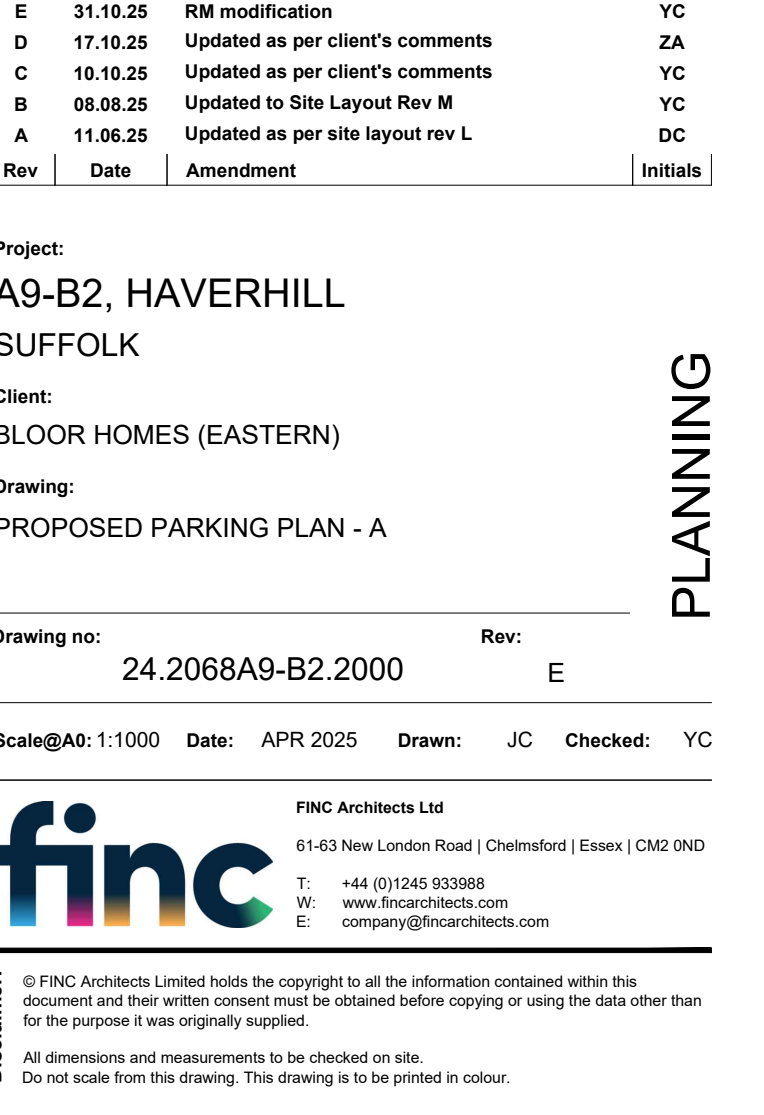 E 31.10.25 RM modification YC
D 17.10.25 Updated as per client's comments ZA
C 10.10.25 Updated as per client's comments YC
B 08.08.25 Updated to Site Layout Rev M YC
A 11.06.25 Updated as per site layout rev L DC
Rev Date Amendment Initials
Project:
A9-B2, HAVERHILL
SUFFOLK
Client:
BLOOR HOMES (EASTERN)
Drawing:
PROPOSED PARKING PLAN - A
PLANNING
Drawing no: Rev:
24.2068A9-B2.2000 E
Scale@A0: 1:1000 Date: APR 2025 Drawn: JC Checked: YC
finc
FINC Architects Ltd
61-63 New London Road | Chelmsford | Essex | CM2 0ND
T: +44 (0)1245 933988
W: www.fincarchitects.com
E: company@fincarchitects.com
© FINC Architects Limited holds the copyright to all the information contained within this
document and their written consent must be obtained before copying or using the data other than
for the purpose it was originally supplied.
All dimensions and measurements to be checked on site.
Do not scale from this drawing. This drawing is to be printed in colour.